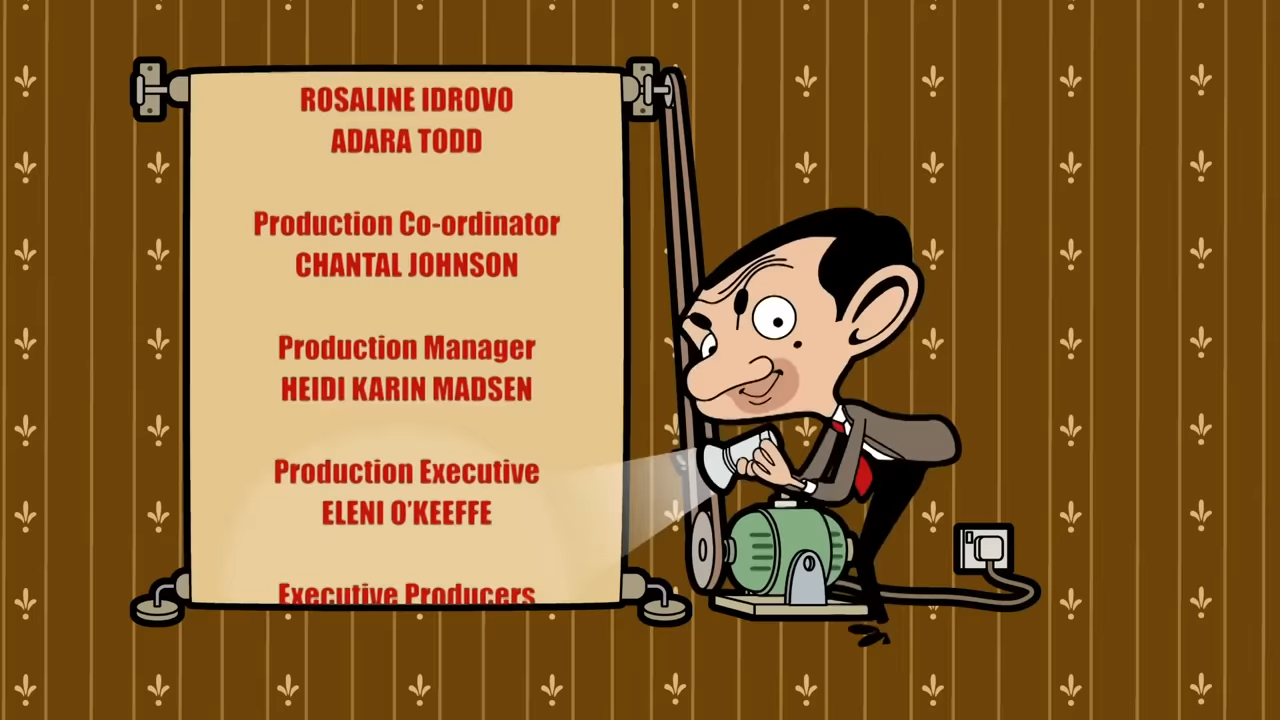 ROSALINE IDROVO
ADARA TODD
Production Co-ordinator
CHANTAL JOHNSON
Production Manager
HEIDI KARIN MADSEN
Production Executive
ELENI O'KEEFFE
Executive Producers